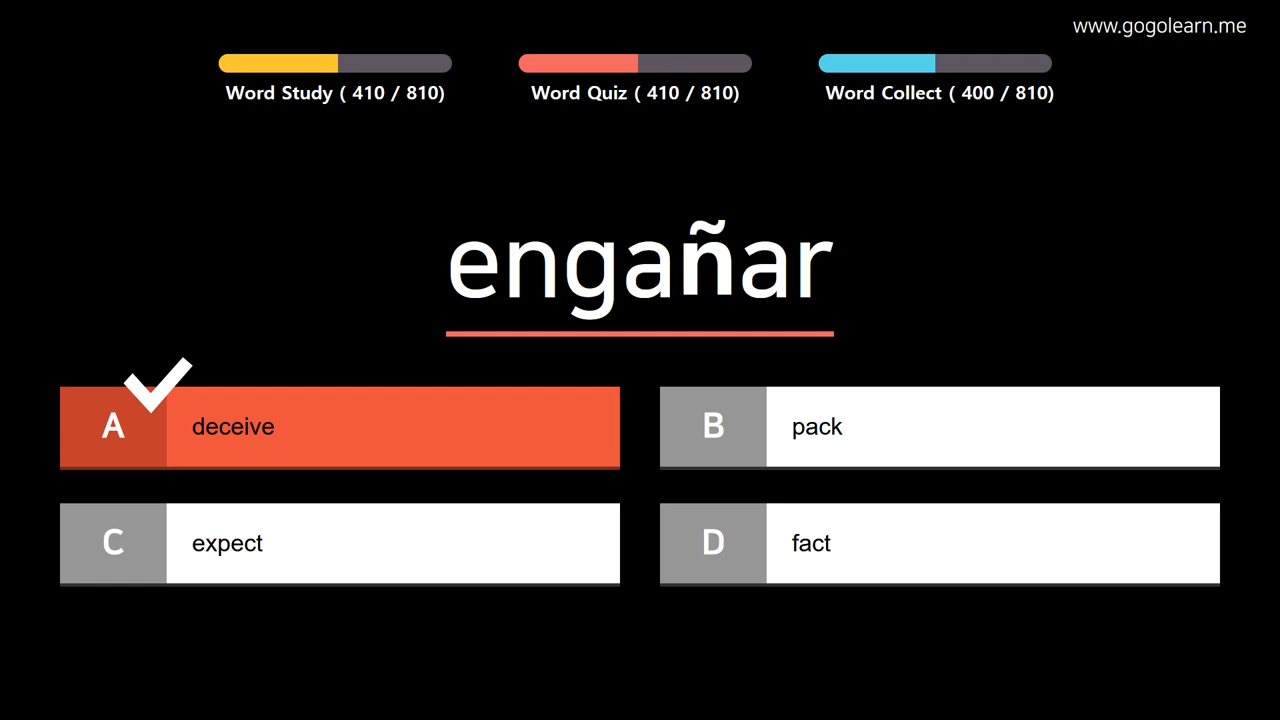 www.gogolearn.me
Word Study ( 410 / 810)
Word Quiz ( 410 / 810)
Word Collect ( 400 / 810)
engañar
A deceive
B pack
C expect
D fact